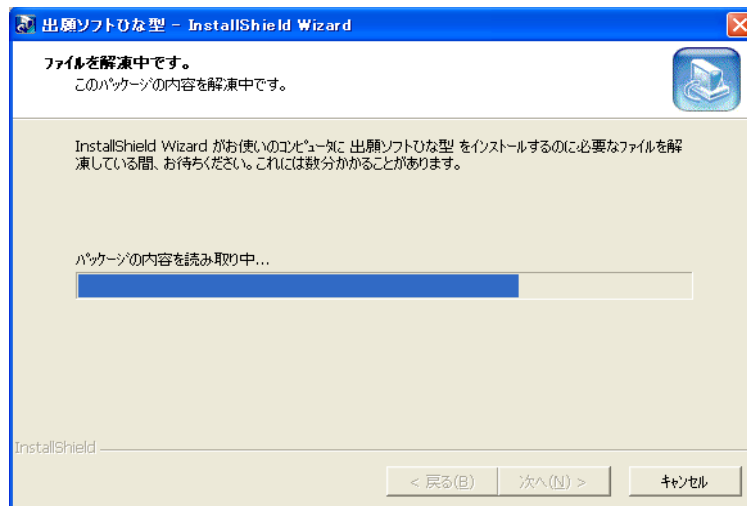 出願ソフトひな型 - InstallShield Wizard
ファイルを解凍中です。
このパッケージの内容を解凍中です。
InstallShield Wizard がお使いのコンピュータに 出願ソフトひな型 をインストールするのに必要なファイルを解
凍している間、お待ちください。これには数分かかることがあります。
パッケージの内容を読み取り中...
InstallShield
< 戻る(B) 次へ(N) > キャンセル